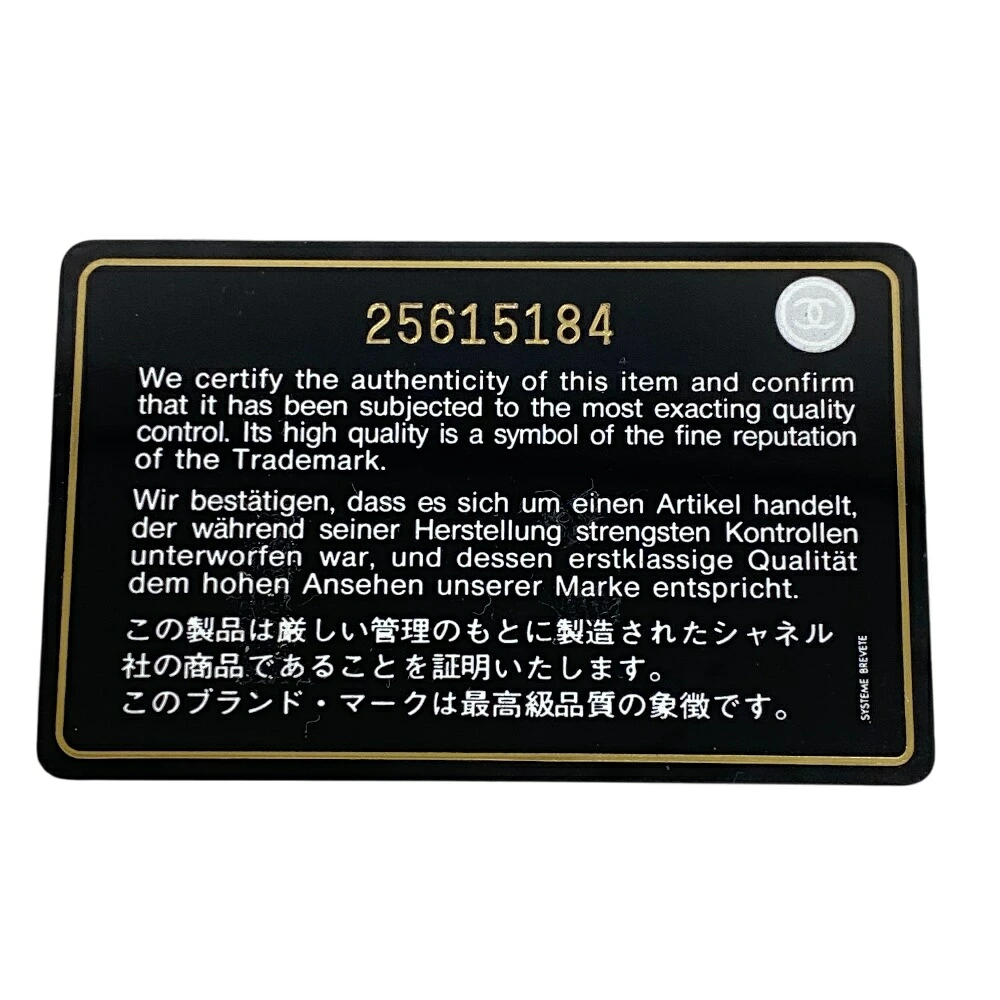 25615184
We certify the authenticity of this item and confirm
that it has been subjected to the most exacting quality
control. Its high quality is a symbol of the fine reputation
of the Trademark.
Wir bestätigen, dass es sich um einen Artikel handelt,
der während seiner Herstellung strengsten Kontrollen
unterworfen war, und dessen erstklassige Qualität
dem hohen Ansehen unserer Marke entspricht.
この製品は厳しい管理のもとに製造されたシャネル
社の商品であることを証明いたします。
このブランド・マークは最高級品質の象徴です。
SYSTEME BREVETE